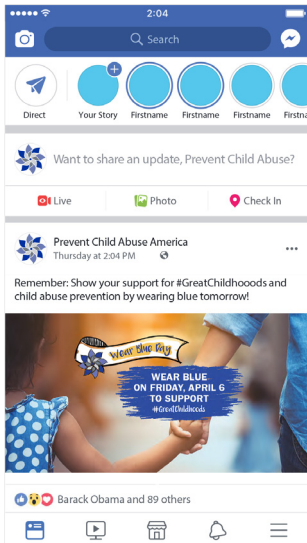 2:04
Search
Direct
Your Story
Firstname
Firstname
Firstname
Firstna
Want to share an update, Prevent Child Abuse?
Live
Photo
Check In
Prevent Child Abuse America
Thursday at 2:04 PM
Remember: Show your support for #GreatChildhooods and
child abuse prevention by wearing blue tomorrow!
Wear Blue Day
WEAR BLUE
ON FRIDAY, APRIL 6
TO SUPPORT
#GreatChildhoods
Barack Obama and 89 others